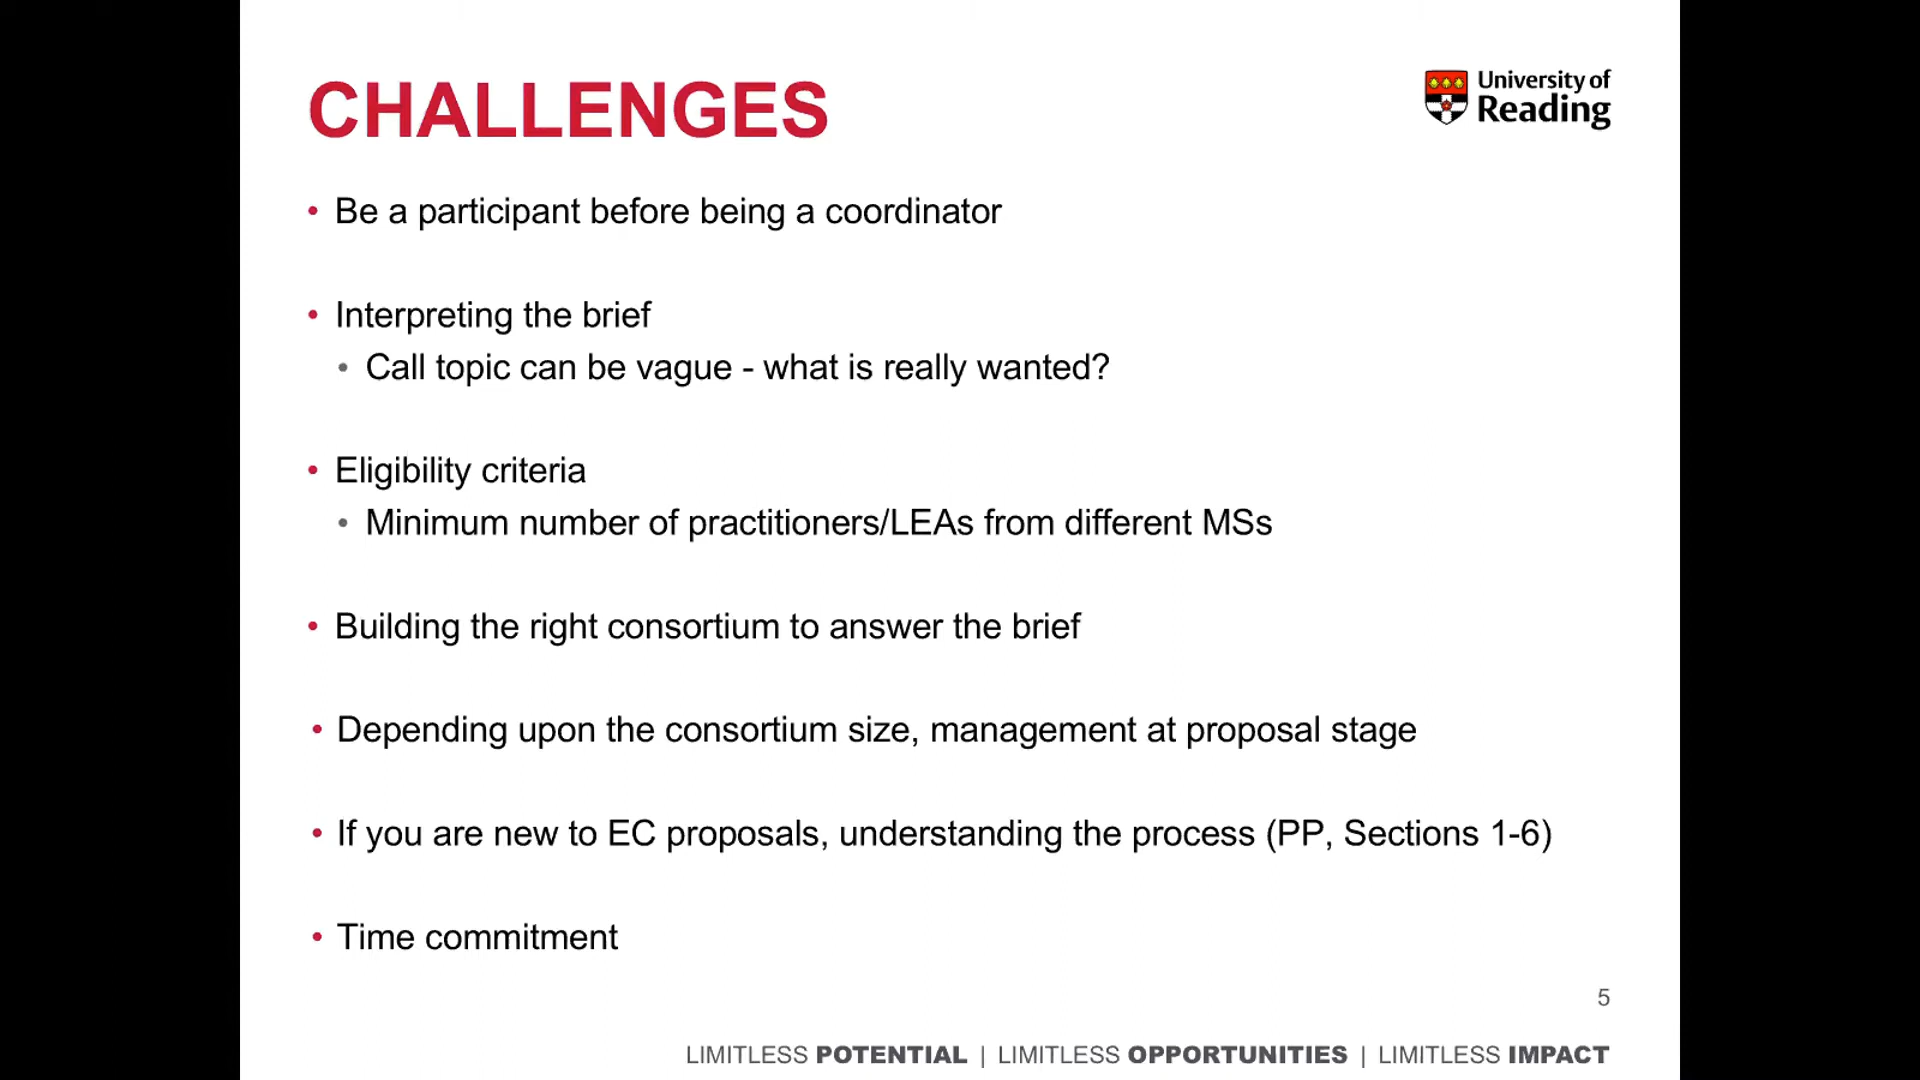 CHALLENGES
University of
Reading
• Be a participant before being a coordinator
• Interpreting the brief
• Call topic can be vague - what is really wanted?
• Eligibility criteria
• Minimum number of practitioners/LEAs from different MSs
• Building the right consortium to answer the brief
• Depending upon the consortium size, management at proposal stage
• If you are new to EC proposals, understanding the process (PP, Sections 1-6)
• Time commitment
5
LIMITLESS POTENTIAL | LIMITLESS OPPORTUNITIES | LIMITLESS IMPACT